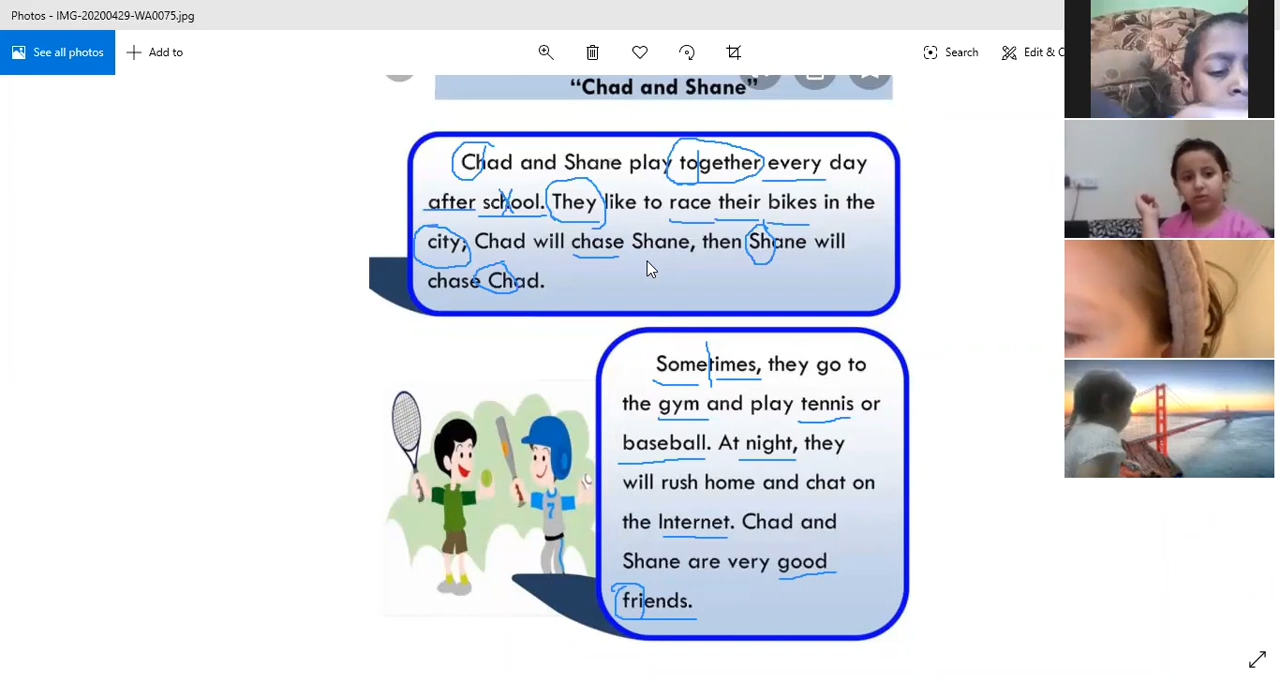 Photos - IMG-20200429-WA0075.jpg
See all photos
Add to
Search
Edit & C
"Chad and Shane"
Chad and Shane play together every day
after school. They like to race their bikes in the
city; Chad will chase Shane, then Shane will
chase Chad.
Sometimes, they go to
the gym and play tennis or
baseball. At night, they
will rush home and chat on
the Internet. Chad and
Shane are very good
friends.
7